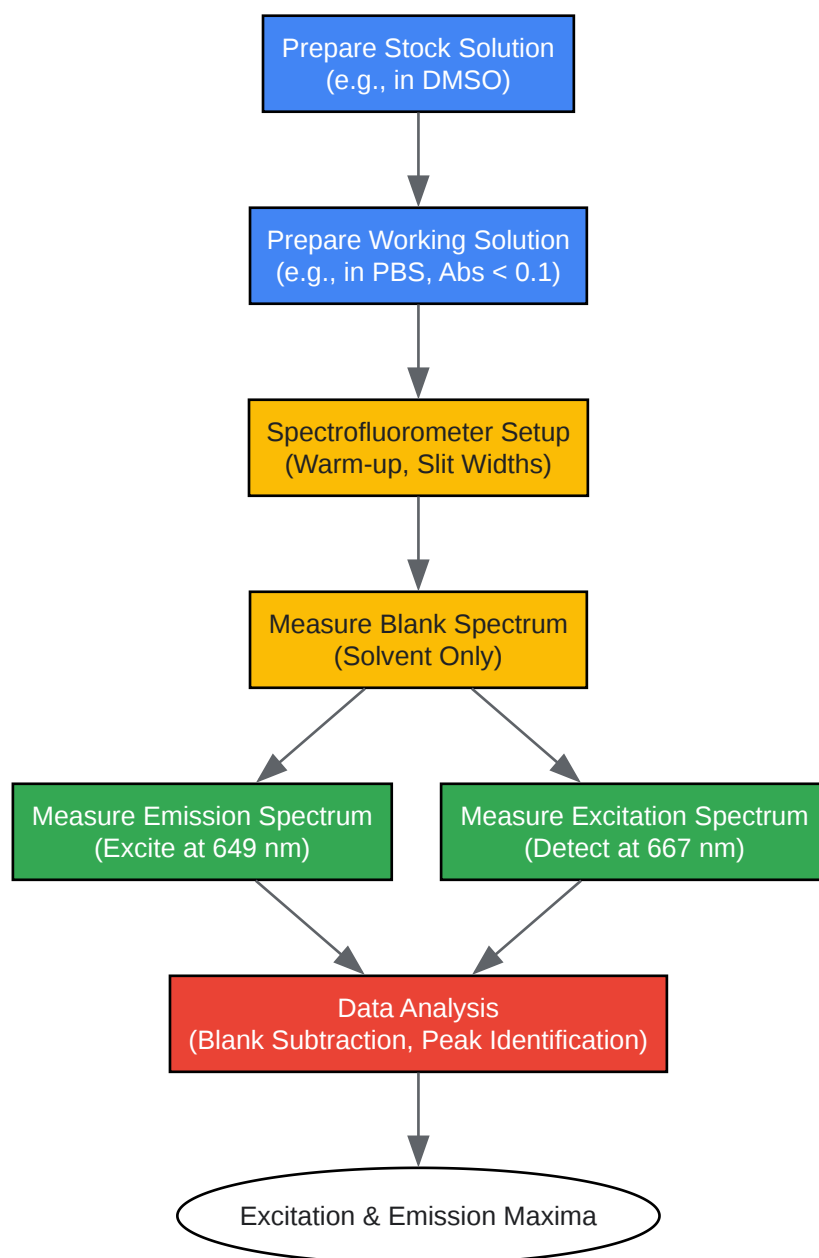 Prepare Stock Solution
(e.g., in DMSO)
Prepare Working Solution
(e.g., in PBS, Abs < 0.1)
Spectrofluorometer Setup
(Warm-up, Slit Widths)
Measure Blank Spectrum
(Solvent Only)
Measure Emission Spectrum
(Excite at 649 nm)
Measure Excitation Spectrum
(Detect at 667 nm)
Data Analysis
(Blank Subtraction, Peak Identification)
Excitation & Emission Maxima